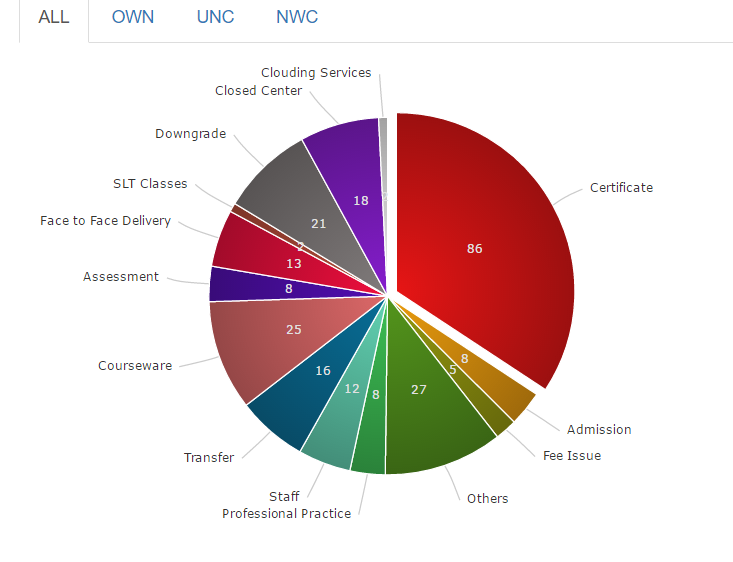 ALL OWN UNC NWC
Clouding Services
Closed Center
Downgrade
SLT Classes
Face to Face Delivery
Assessment
Courseware
Transfer
Staff
Professional Practice
Others
Fee Issue
Admission
Certificate
86
8
5
27
8
12
16
25
8
13
2
21
18